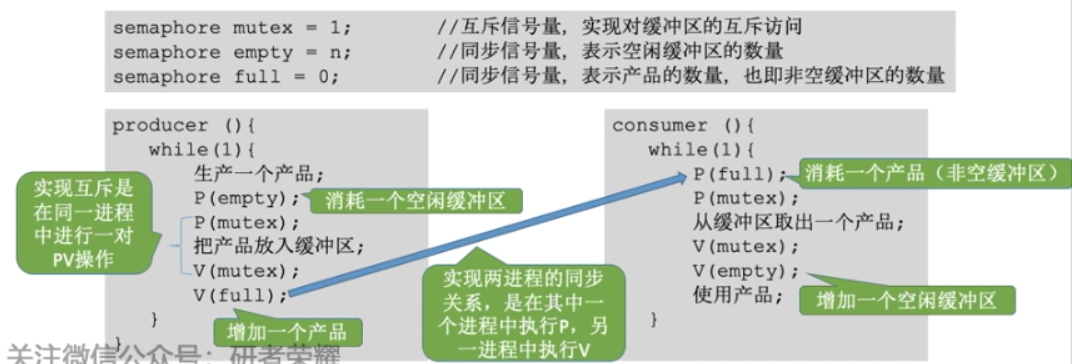 semaphore mutex = 1;        //互斥信号量，实现对缓冲区的互斥访问
semaphore empty = n;        //同步信号量，表示空闲缓冲区的数量
semaphore full = 0;         //同步信号量，表示产品的数量，也即非空缓冲区的数量
producer (){
while(1){
生产一个产品;
P(empty);
消耗一个空闲缓冲区
P(mutex);
把产品放入缓冲区;
V(mutex);
V(full);
增加一个产品
}
}
实现互斥是
在同一进程
中进行一对
PV操作
实现两进程的同步
关系，是在其中一
个进程中执行P，另
一进程中执行V
consumer (){
while(1){
P(full);
消耗一个产品（非空缓冲区）
P(mutex);
从缓冲区取出一个产品;
V(mutex);
V(empty);
增加一个空闲缓冲区
使用产品;
}
}
关注微信公众号：研者荣耀